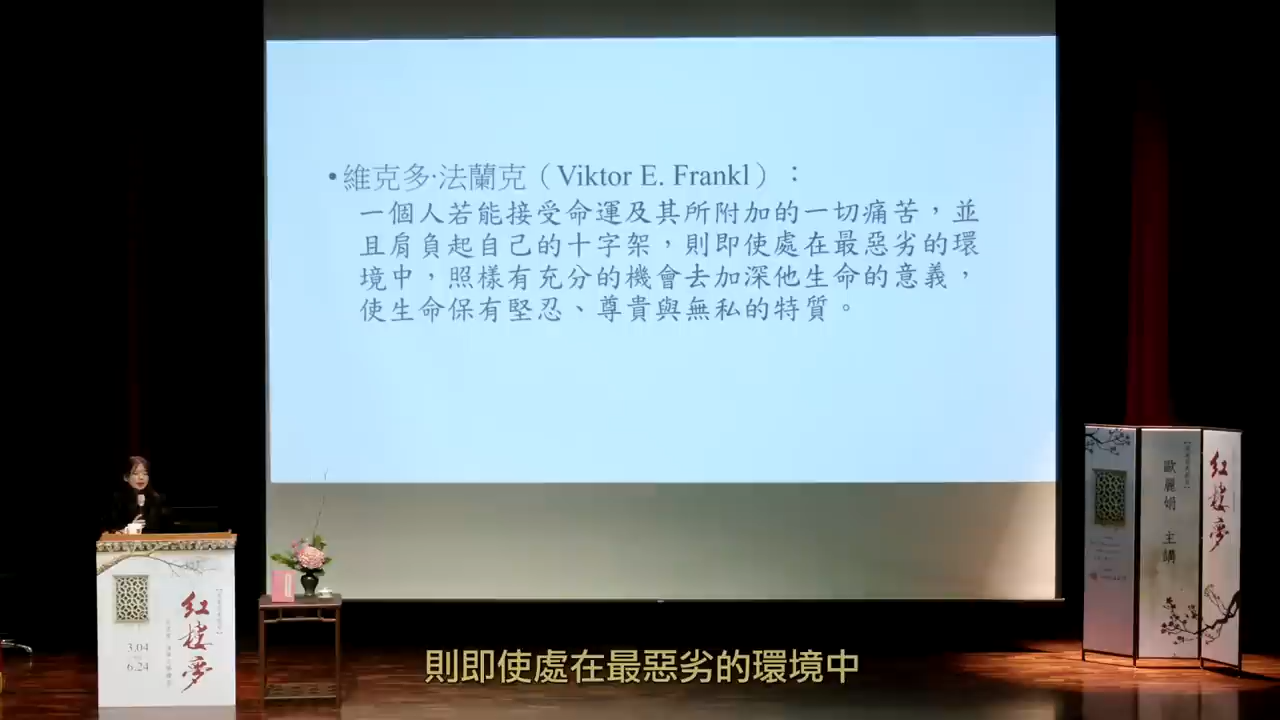 •維克多·法蘭克（Viktor E. Frankl）：
一個人若能接受命運及其所附加的一切痛苦，並
且肩負起自己的十字架，則即使處在最惡劣的環
境中，照樣有充分的機會去加深他生命的意義，
使生命保有堅忍、尊貴與無私的特質。
紅樓夢
3.04
6.24
紅樓夢
歐麗娟 主講
則即使處在最惡劣的環境中